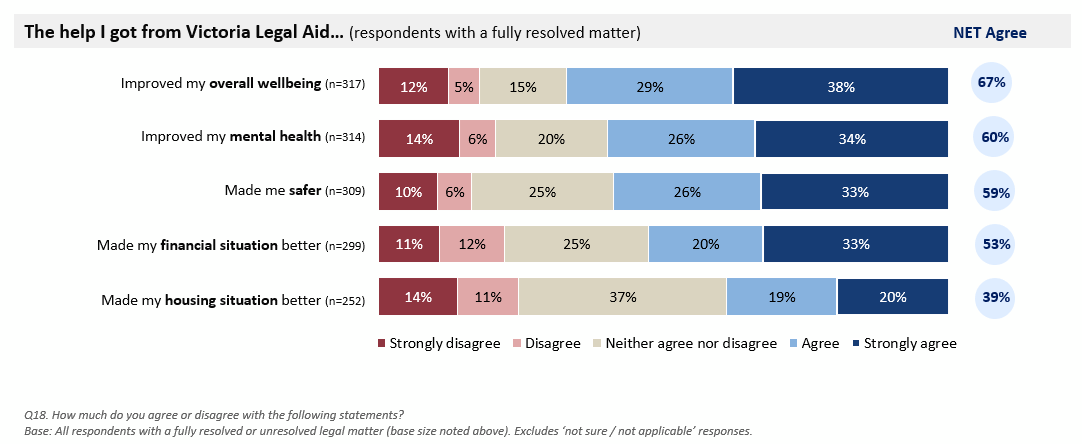 The help I got from Victoria Legal Aid... (respondents with a fully resolved matter) NET Agree
Improved my overall wellbeing (n=317) 12% 5% 15% 29% 38% 67%
Improved my mental health (n=314) 14% 6% 20% 26% 34% 60%
Made me safer (n=309) 10% 6% 25% 26% 33% 59%
Made my financial situation better (n=299) 11% 12% 25% 20% 33% 53%
Made my housing situation better (n=252) 14% 11% 37% 19% 20% 39%
Strongly disagree Disagree Neither agree nor disagree Agree Strongly agree
Q18. How much do you agree or disagree with the following statements?
Base: All respondents with a fully resolved or unresolved legal matter (base size noted above). Excludes ‘not sure / not applicable’ responses.